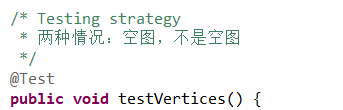 /* Testing strategy
* 两种情况：空图，不是空图
*/
@Test
public void testVertices() {